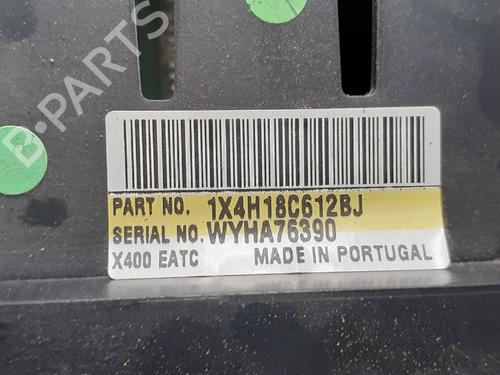 B-PARTS
PART NO. 1X4H18C612BJ
SERIAL NO. WYHA76390
X400 EATC MADE IN PORTUGAL